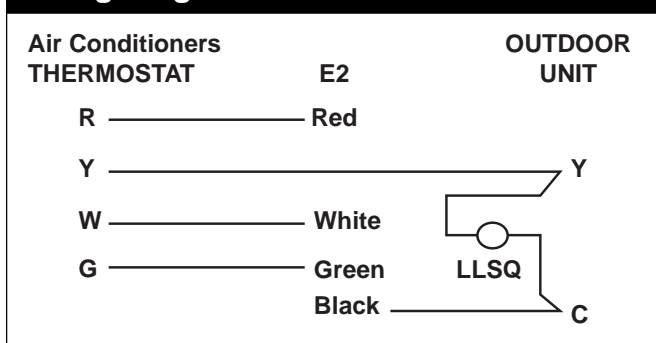 Air Conditioners OUTDOOR
THERMOSTAT E2 UNIT
R Red
Y Y
W White
G Green LLSQ
Black C